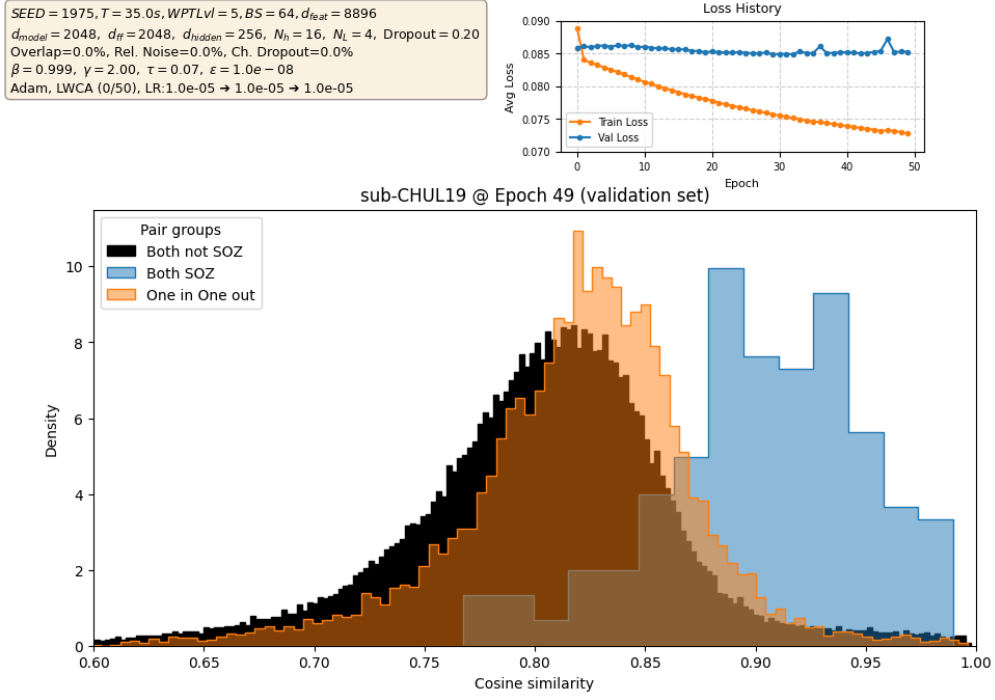 SEED = 1975, T = 35.0s, WPTLvl = 5, BS = 64, d_feat = 8896
d_model = 2048, d_ff = 2048, d_hidden = 256, N_h = 16, N_L = 4, Dropout = 0.20
Overlap=0.0%, Rel. Noise=0.0%, Ch. Dropout=0.0%
β = 0.999, γ = 2.00, τ = 0.07, ε = 1.0e − 08
Adam, LWCA (0/50), LR:1.0e-05 ➔ 1.0e-05 ➔ 1.0e-05
Loss History
0.090
0.085
0.080
0.075
0.070
Avg Loss
Train Loss
Val Loss
0 10 20 30 40 50
Epoch
sub-CHUL19 @ Epoch 49 (validation set)
Pair groups
Both not SOZ
Both SOZ
One in One out
10
8
6
4
2
0
Density
0.60 0.65 0.70 0.75 0.80 0.85 0.90 0.95 1.00
Cosine similarity